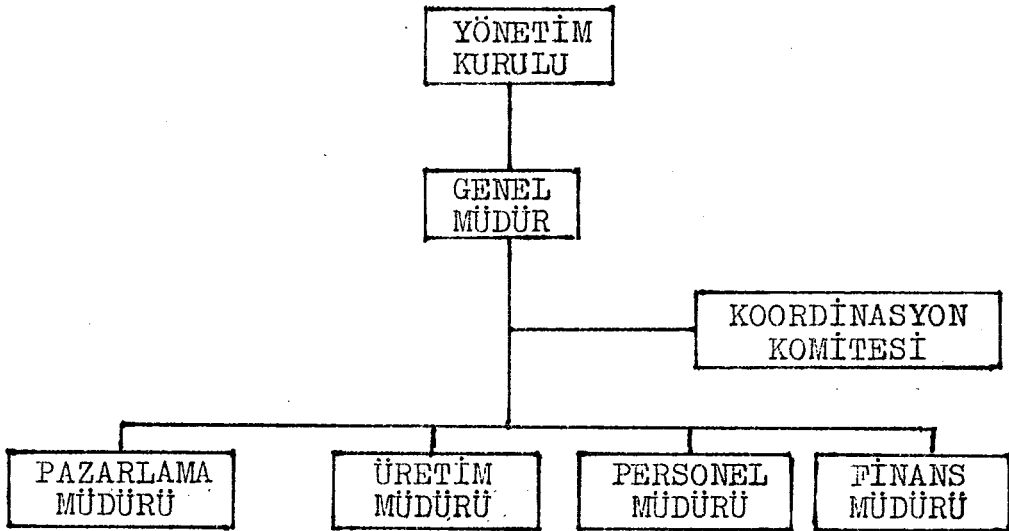 YÖNETİM
KURULU
GENEL
MÜDÜR
KOORDİNASYON
KOMİTESİ
PAZARLAMA
MÜDÜRÜ
ÜRETİM
MÜDÜRÜ
PERSONEL
MÜDÜRÜ
FİNANS
MÜDÜRÜ